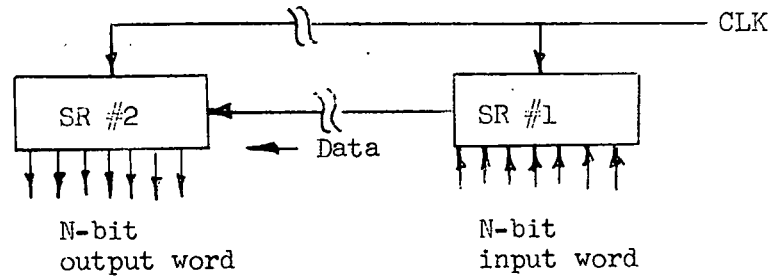 CLK
SR #2
SR #1
Data
N-bit
output word
N-bit
input word